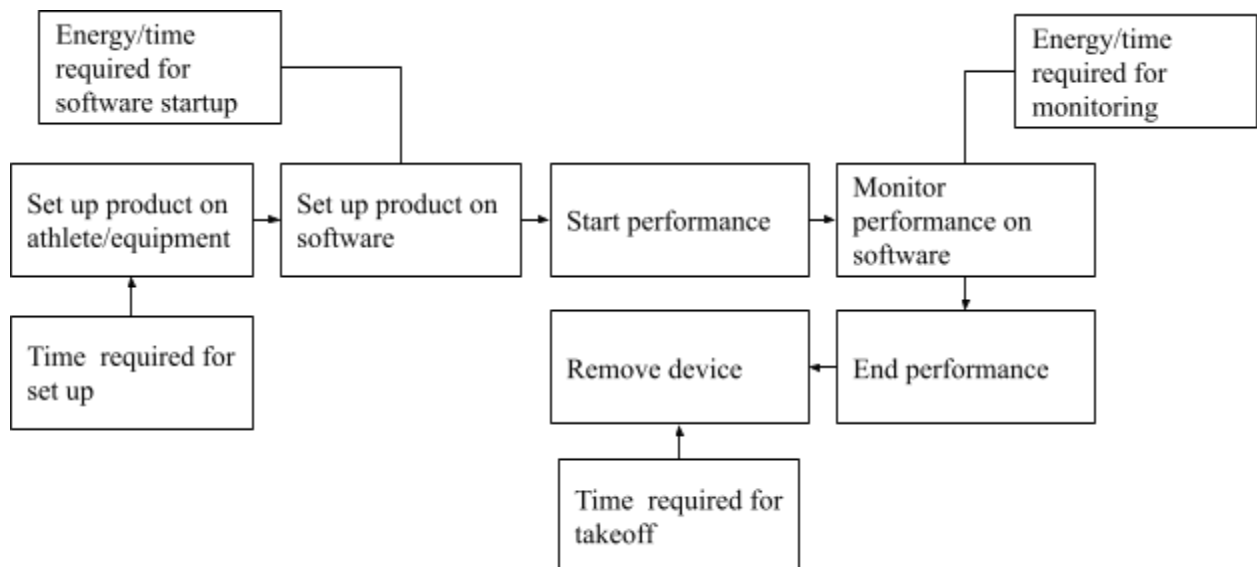 Energy/time
required for
software startup
Energy/time
required for
monitoring
Set up product on
athlete/equipment
Set up product on
software
Start performance
Monitor
performance on
software
Time  required for
set up
Remove device
End performance
Time  required for
takeoff